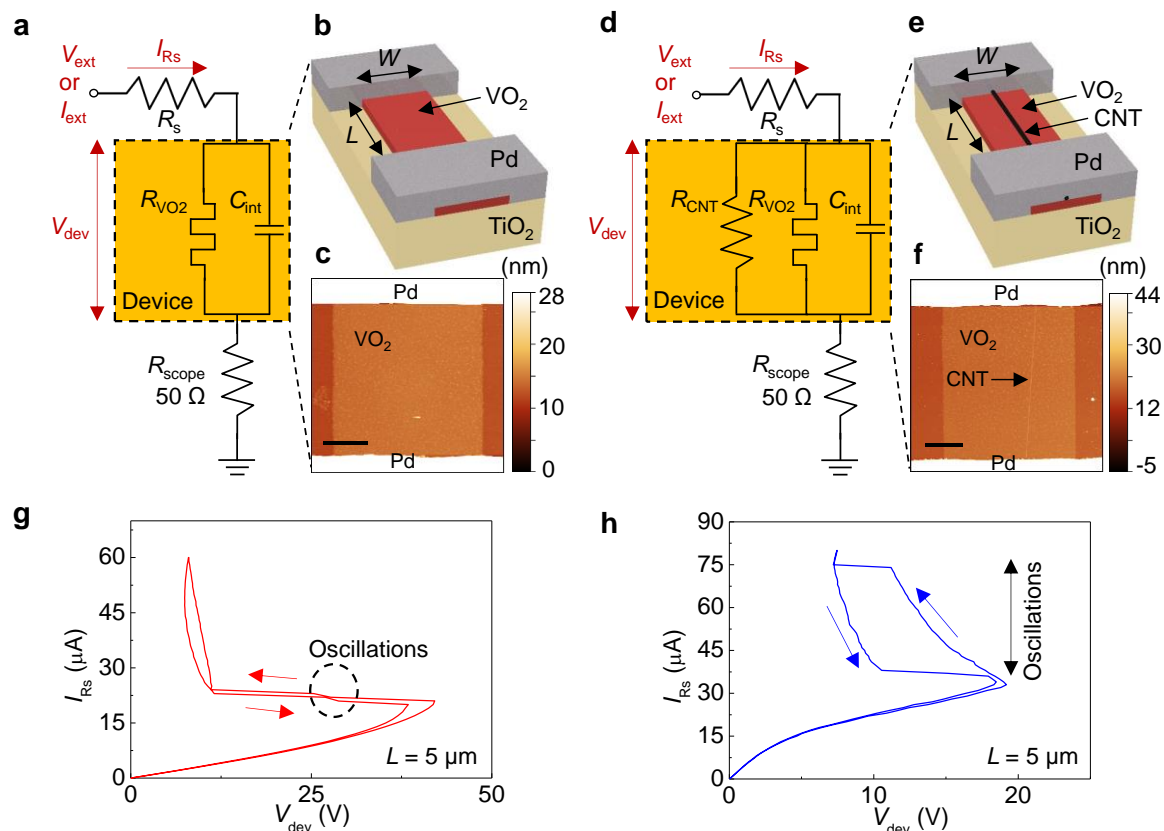 a
V_ext
or
I_ext
I_Rs
R_s
V_dev
R_VO2
C_int
Device
R_scope
50 Ω
b
W
L
VO₂
Pd
TiO₂
c
(nm)
Pd
VO₂
Pd
28
20
10
0
d
V_ext
or
I_ext
I_Rs
R_s
V_dev
R_CNT
R_VO2
C_int
Device
R_scope
50 Ω
e
W
L
VO₂
CNT
Pd
TiO₂
f
(nm)
Pd
VO₂
CNT
Pd
44
30
12
-5
g
60
45
30
15
0
I_Rs (µA)
Oscillations
L = 5 µm
0
25
50
V_dev (V)
h
90
75
60
45
30
15
0
I_Rs (µA)
Oscillations
L = 5 µm
0
5
10
15
20
25
V_dev (V)